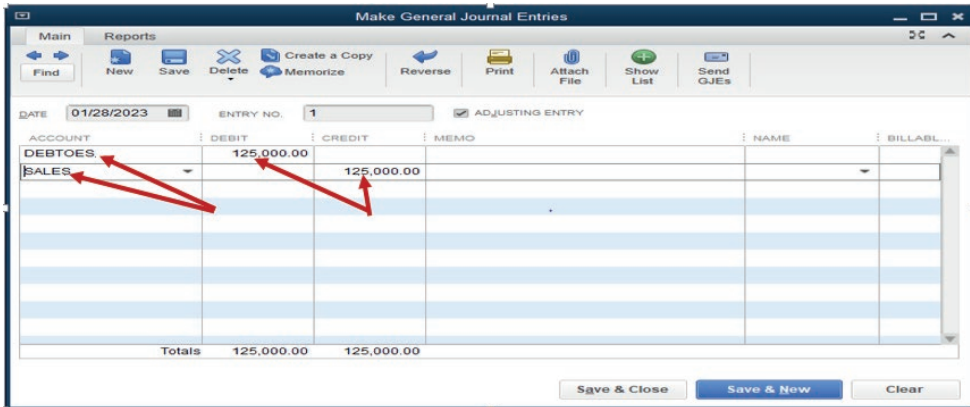 Make General Journal Entries
Main Reports
Find New Save Delete Create a Copy Memorize Reverse Print Attach File Show List Send GJEs
DATE 01/28/2023 ENTRY NO. 1 ADJUSTING ENTRY
ACCOUNT DEBIT CREDIT MEMO NAME BILLABL...
DEBTOES 125,000.00
SALES 125,000.00
Totals 125,000.00 125,000.00
Save & Close Save & New Clear